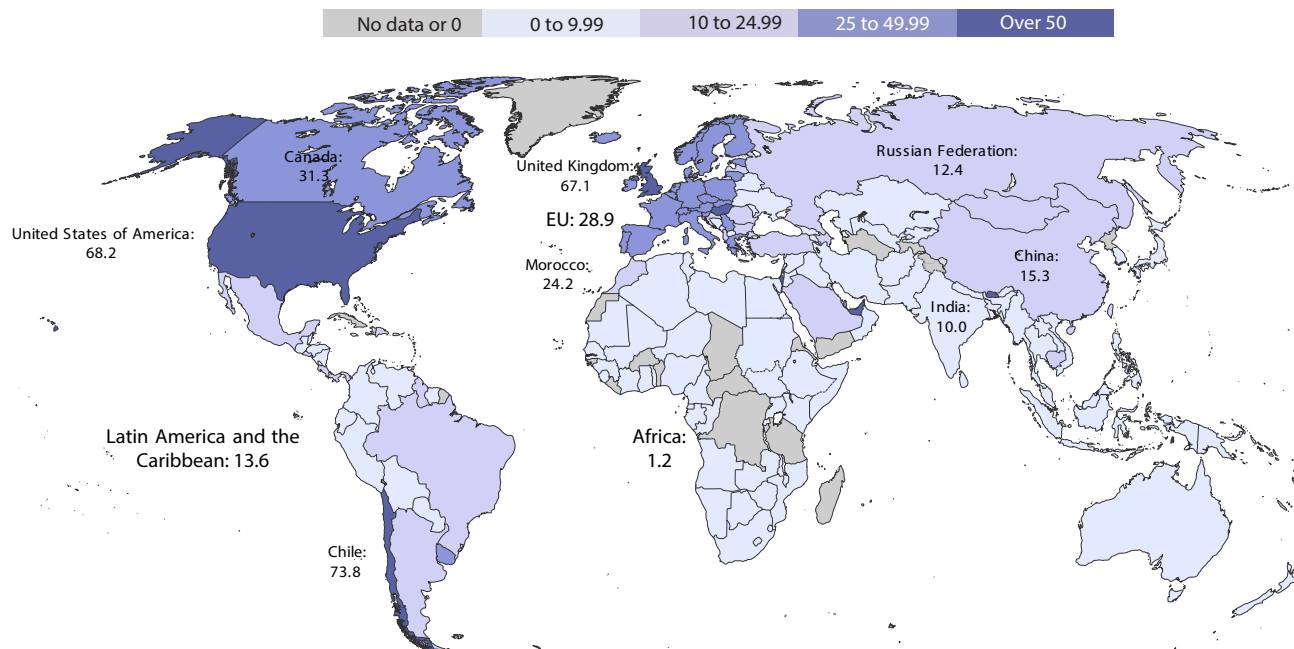 No data or 0 0 to 9.99 10 to 24.99 25 to 49.99 Over 50
Canada:
31.3
United Kingdom:
67.1
Russian Federation:
12.4
EU: 28.9
United States of America:
68.2
Morocco:
24.2
China:
15.3
India:
10.0
Latin America and the
Caribbean: 13.6
Africa:
1.2
Chile:
73.8